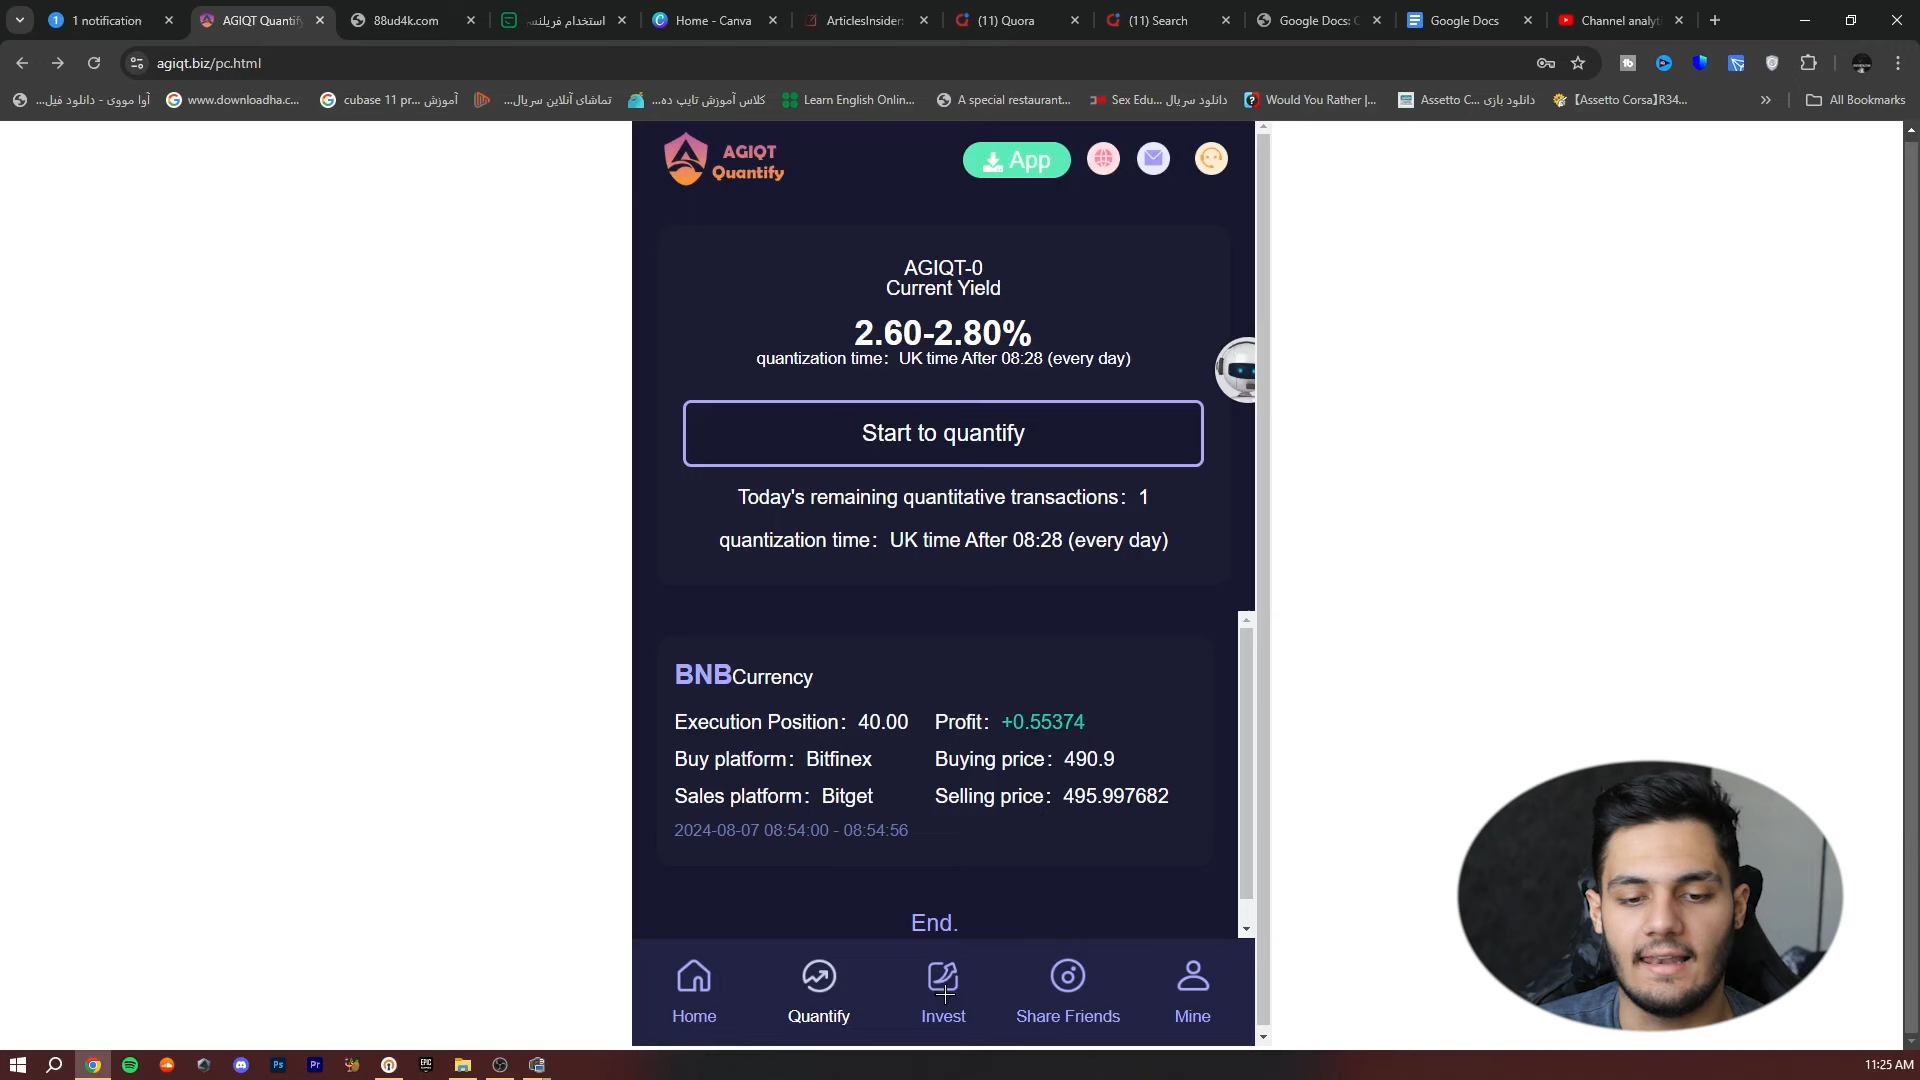 1 notification
AGIQT Quantify
88ud4k.com
استخدام فریلنسر
Home - Canva
ArticlesInsider:
(11) Quora
(11) Search
Google Docs: C
Google Docs
Channel analyt
agiqt.biz/pc.html
آوا مووی - دانلود فیل...
www.downloadha.c...
cubase 11 pr... آموزش
تماشای آنلاین سریال...
کلاس آموزش تایپ ده...
Learn English Onlin...
A special restaurant...
Sex Edu... دانلود سریال
Would You Rather |...
Assetto C... دانلود بازی
【Assetto Corsa】R34...
All Bookmarks
AGIQT
Quantify
App
AGIQT-0
Current Yield
2.60-2.80%
quantization time： UK time After 08:28 (every day)
Start to quantify
Today's remaining quantitative transactions： 1
quantization time： UK time After 08:28 (every day)
BNBCurrency
Execution Position： 40.00 Profit： +0.55374
Buy platform： Bitfinex Buying price： 490.9
Sales platform： Bitget Selling price： 495.997682
2024-08-07 08:54:00 - 08:54:56
End.
Home
Quantify
Invest
Share Friends
Mine
11:25 AM